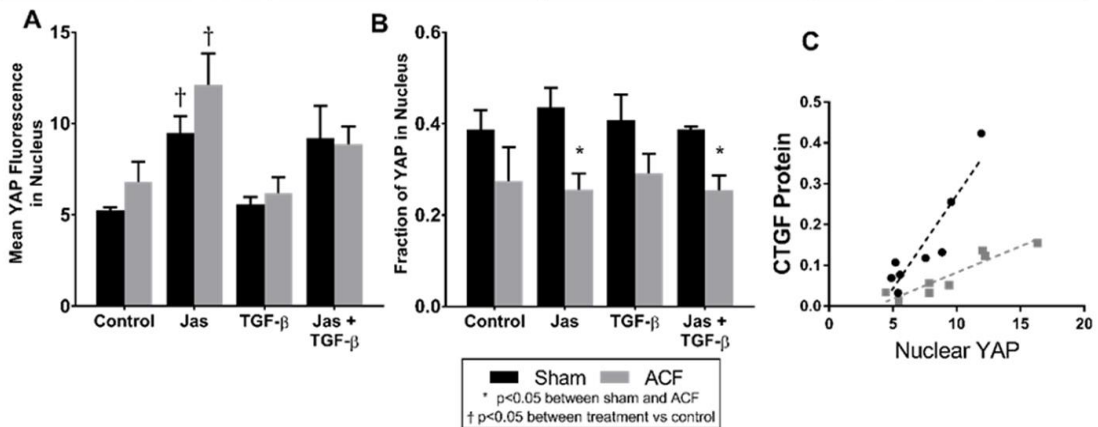 A
Mean YAP Fluorescence
in Nucleus
15
10
5
0
†
†
Control
Jas
TGF-β
Jas +
TGF-β
B
Fraction of YAP in Nucleus
0.6
0.4
0.2
0.0
*
*
Control
Jas
TGF-β
Jas +
TGF-β
C
CTGF Protein
0.5
0.4
0.3
0.2
0.1
0.0
0
5
10
15
20
Nuclear YAP
Sham
ACF
* p<0.05 between sham and ACF
† p<0.05 between treatment vs control